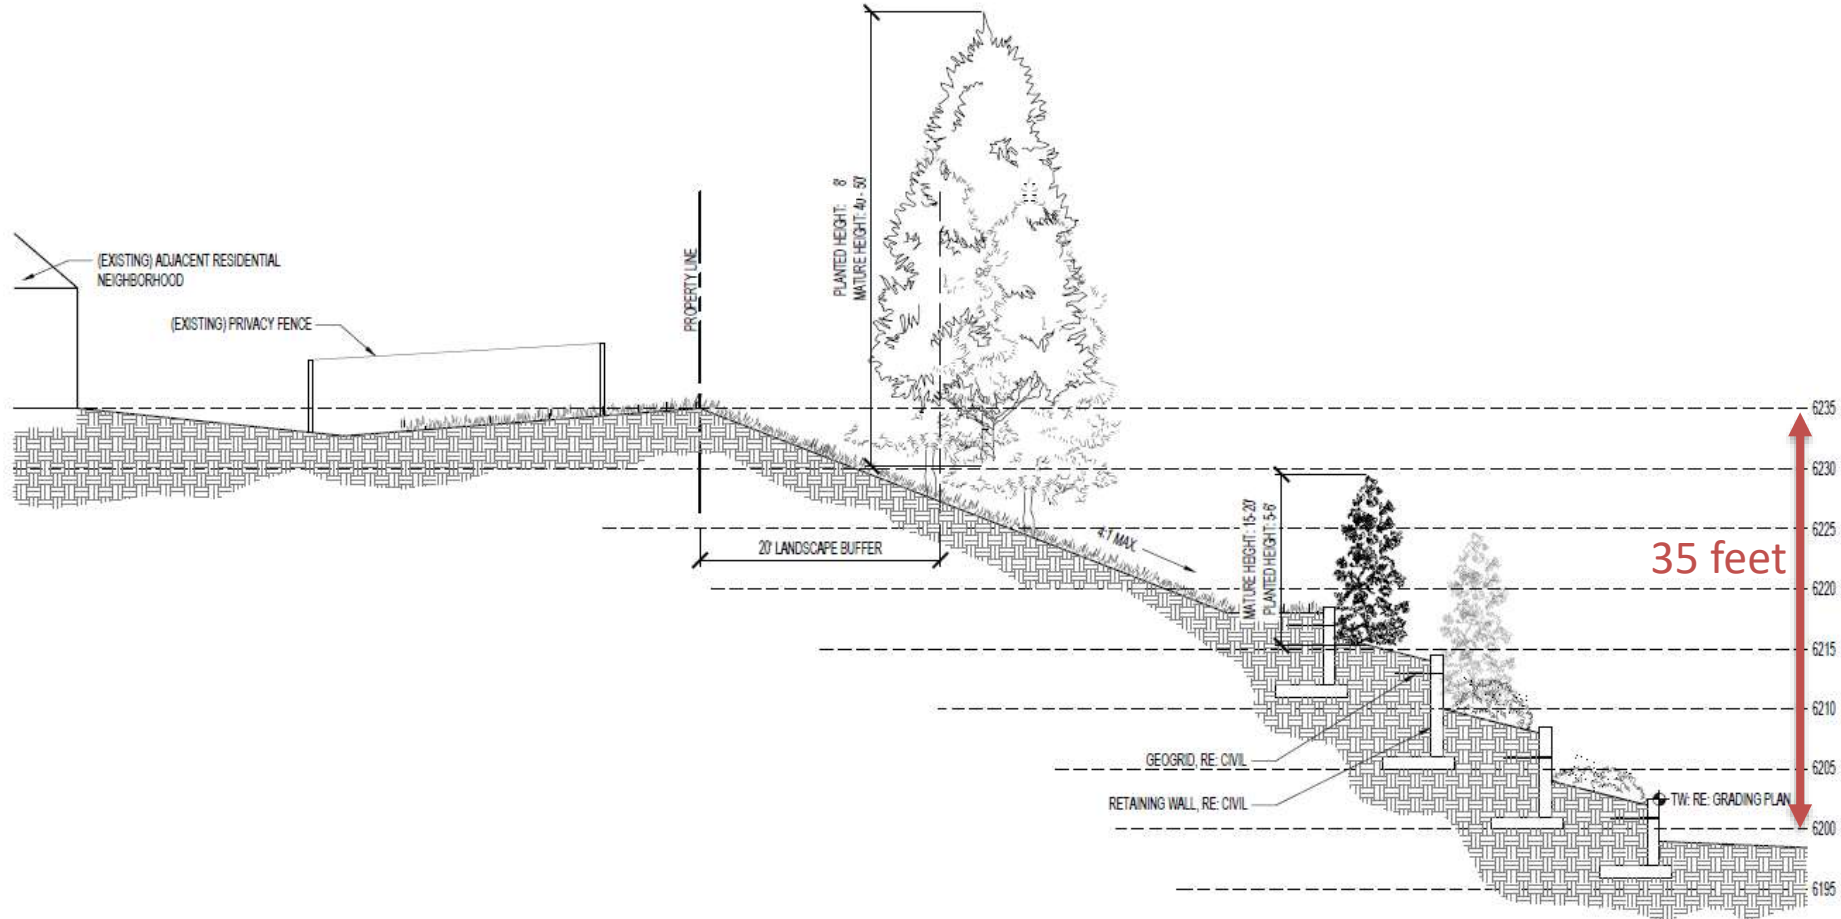 (EXISTING) ADJACENT RESIDENTIAL
NEIGHBORHOOD
(EXISTING) PRIVACY FENCE
PROPERTY LINE
PLANTED HEIGHT: 8'
MATURE HEIGHT: 40 - 50'
20' LANDSCAPE BUFFER
4:1 MAX.
MATURE HEIGHT: 15-20'
PLANTED HEIGHT: 5-6'
GEOGRID, RE: CIVIL
RETAINING WALL, RE: CIVIL
TW: RE: GRADING PLAN
35 feet
6235
6230
6225
6220
6215
6210
6205
6200
6195